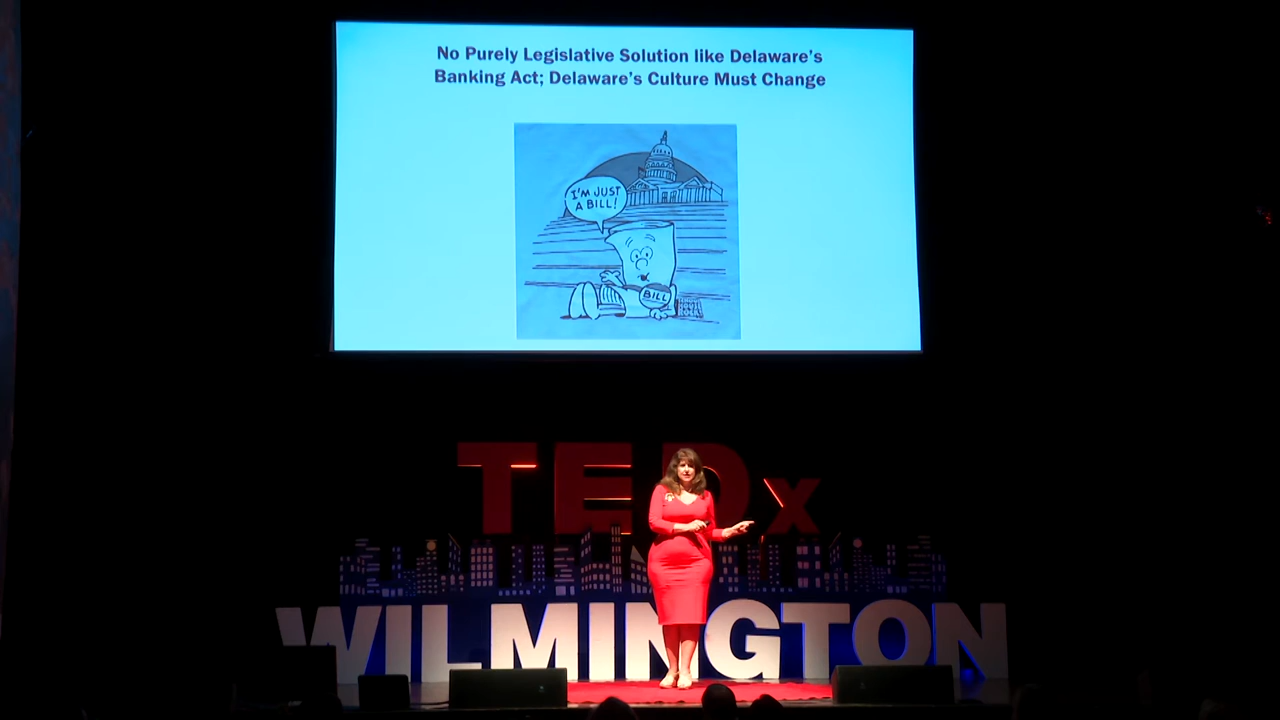 No Purely Legislative Solution like Delaware's
Banking Act; Delaware's Culture Must Change
I'M JUST
A BILL!
BILL
TEDx
WILMINGTON